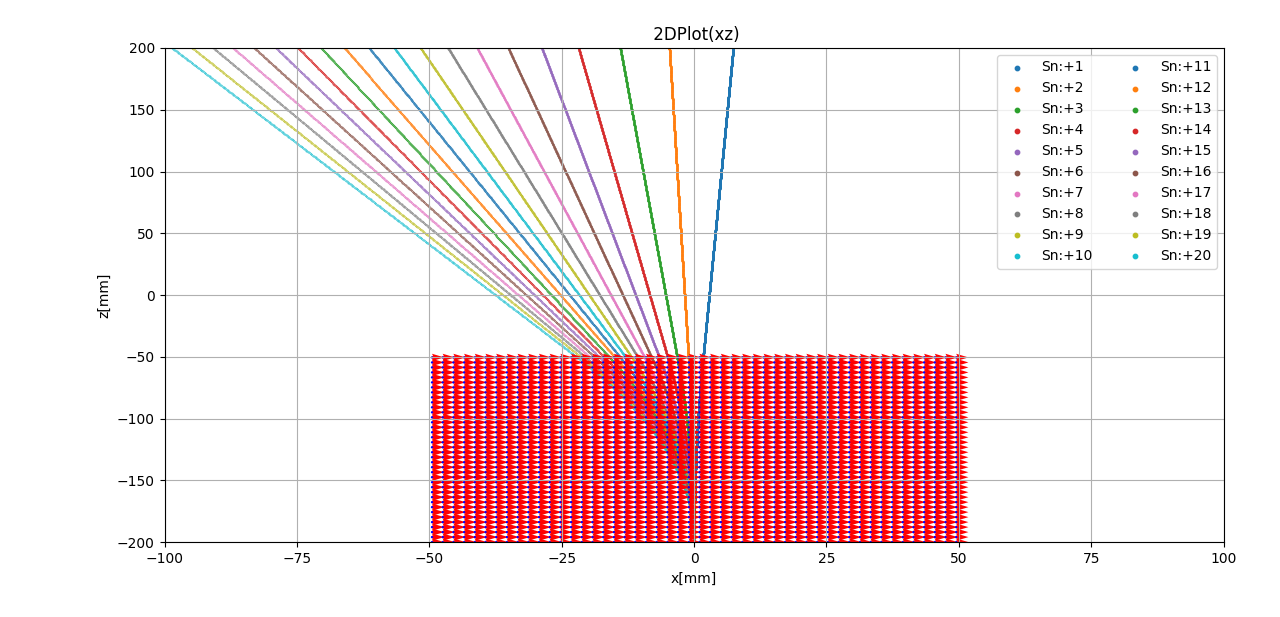 2DPlot(xz)
200
150
100
50
0
−50
−100
−150
−200
z[mm]
−100
−75
−50
−25
0
25
50
75
100
x[mm]
Sn:+1
Sn:+2
Sn:+3
Sn:+4
Sn:+5
Sn:+6
Sn:+7
Sn:+8
Sn:+9
Sn:+10
Sn:+11
Sn:+12
Sn:+13
Sn:+14
Sn:+15
Sn:+16
Sn:+17
Sn:+18
Sn:+19
Sn:+20